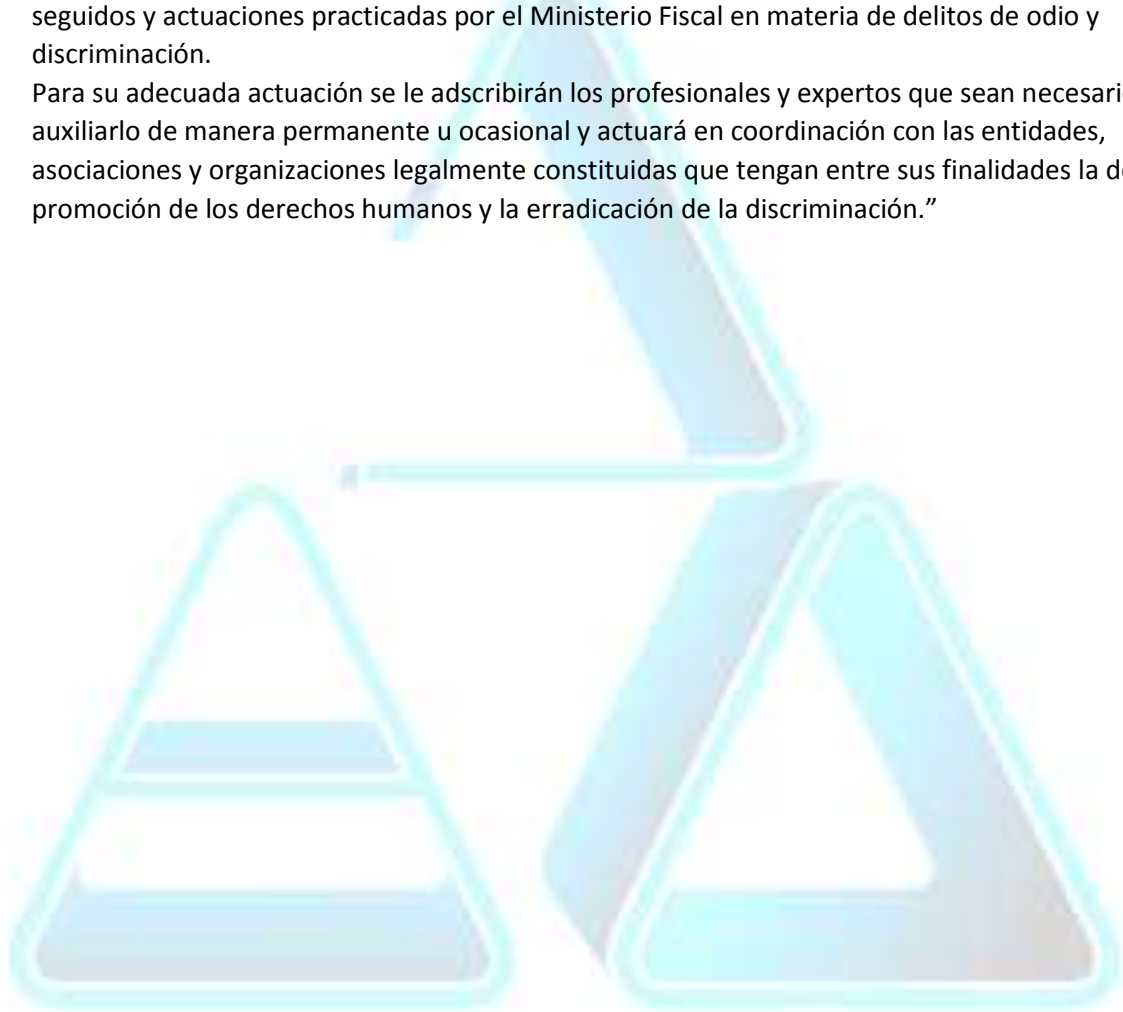 seguidos y actuaciones practicadas por el Ministerio Fiscal en materia de delitos de odio y
discriminación.
Para su adecuada actuación se le adscribirán los profesionales y expertos que sean
auxiliarlo de manera permanente u ocasional y actuará en coordinación con las entidades,
asociaciones y organizaciones legalmente constituidas que tengan entre sus finalidades la
promoción de los derechos humanos y la erradicación de la discriminación.”